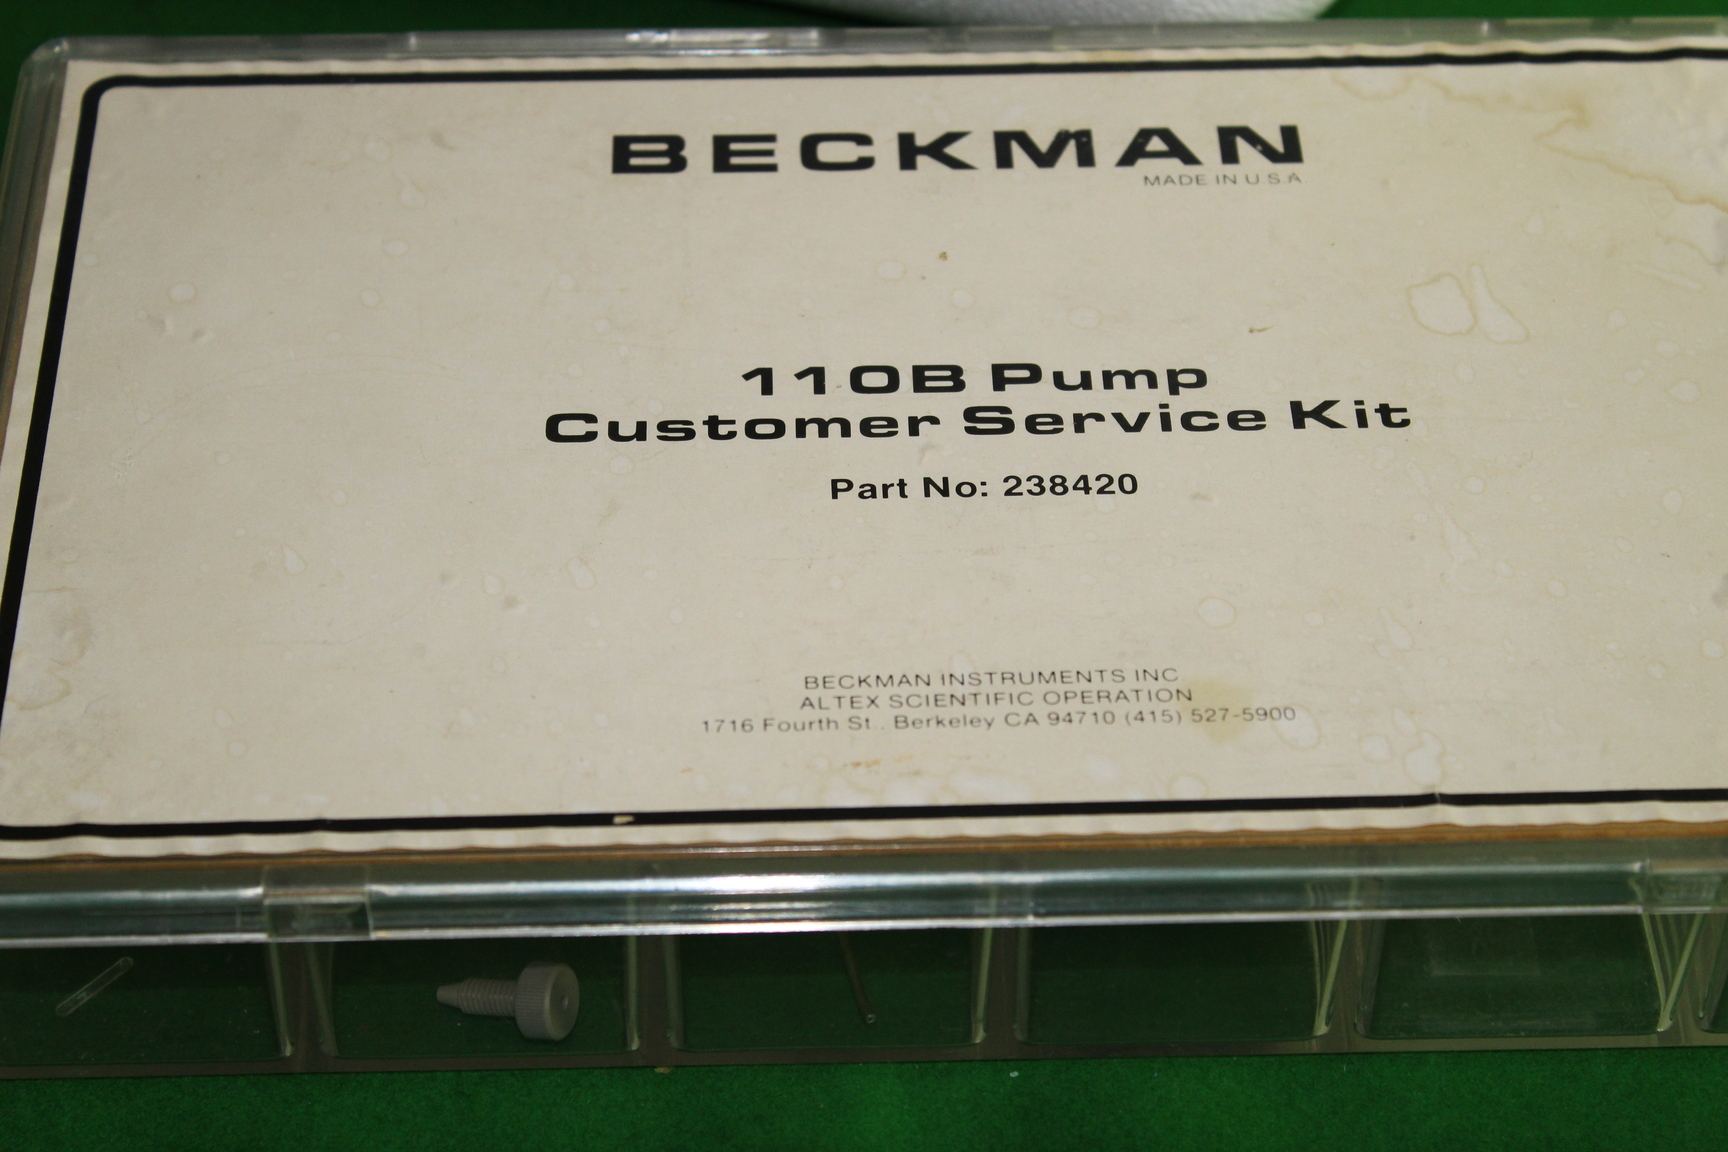 BECKMAN
MADE IN U.S.A
110B Pump
Customer Service Kit
Part No: 238420
BECKMAN INSTRUMENTS INC
ALTEX SCIENTIFIC OPERATION
1716 Fourth St . Berkeley CA 94710 (415) 527-5900